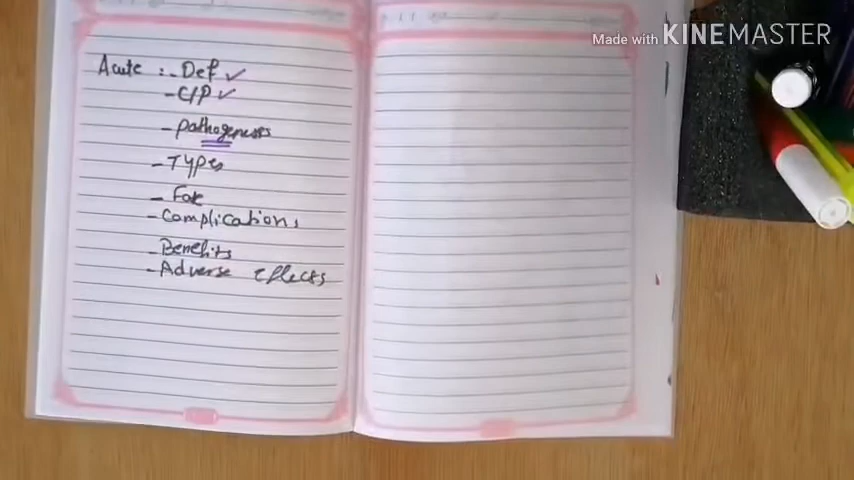 Acute :- Def ✓
- C/P ✓
- Pathogenesis
- Types
- Fate
- Complications
- Benefits
- Adverse effects
Made with KINEMASTER